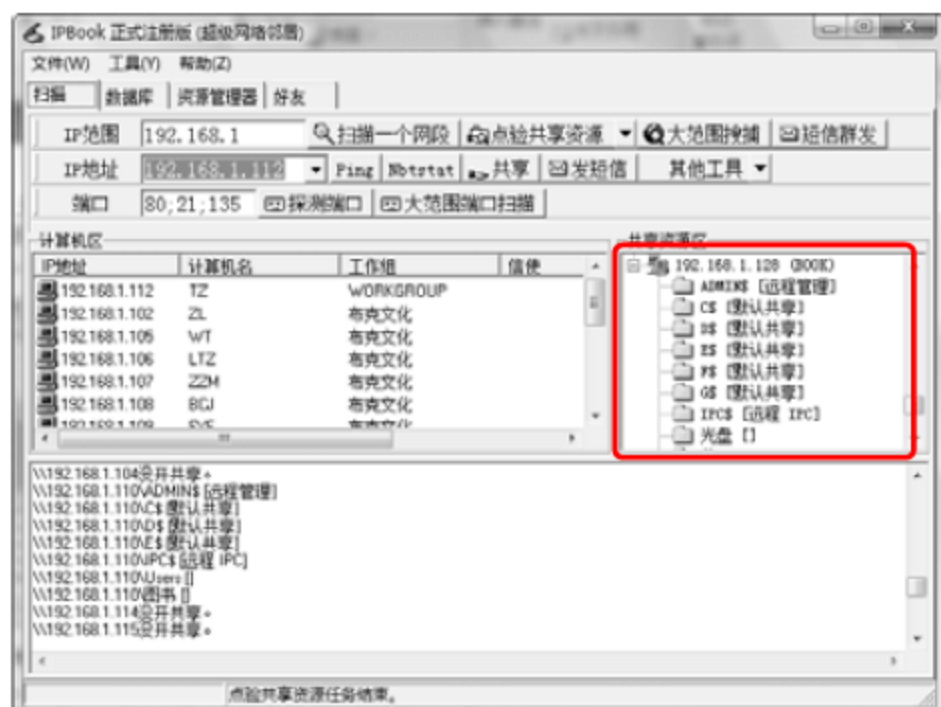 IPBook 正式注册版 (超级网络邻居)
文件(W) 工具(Y) 帮助(Z)
扫描 数据库 资源管理器 好友
IP范围 192.168.1 扫描一个网段 点验共享资源 大范围搜捕 短信群发
IP地址 192.168.1.112 Ping Nbtstat 共享 发短信 其他工具
端口 80;21;135 探测端口 大范围端口扫描
计算机区
IP地址 计算机名 工作组 信使
192.168.1.112 TZ WORKGROUP
192.168.1.102 ZL 布克文化
192.168.1.105 WT 布克文化
192.168.1.106 LTZ 布克文化
192.168.1.107 ZZM 布克文化
192.168.1.108 BGJ 布克文化
192.168.1.109 布克文化
共享资源区
192.168.1.128 (BOOK)
ADMIN$ [远程管理]
C$ [默认共享]
D$ [默认共享]
E$ [默认共享]
F$ [默认共享]
G$ [默认共享]
IPC$ [远程 IPC]
光盘 []
\\192.168.1.104没开共享。
\\192.168.1.110\ADMIN$ [远程管理]
\\192.168.1.110\C$ [默认共享]
\\192.168.1.110\D$ [默认共享]
\\192.168.1.110\E$ [默认共享]
\\192.168.1.110\IPC$ [远程 IPC]
\\192.168.1.110\Users []
\\192.168.1.110\图书 []
\\192.168.1.114没开共享。
\\192.168.1.115没开共享。
点验共享资源任务结束。